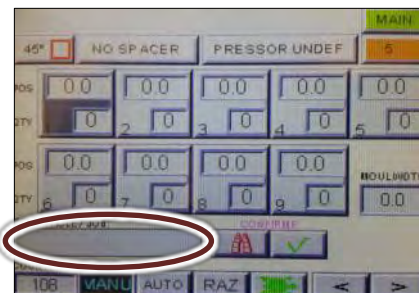 MAIN
45° NO SPACER PRESSOR UNDEF 5
POS 0.0 0.0 0.0 0.0 0.0
QTY 0 2 0 3 0 4 0 5 0
POS 0.0 0.0 0.0 0.0
QTY 6 0 7 0 8 0 9 0 0.0
CONFIRM
108 MANU AUTO RAZ < >